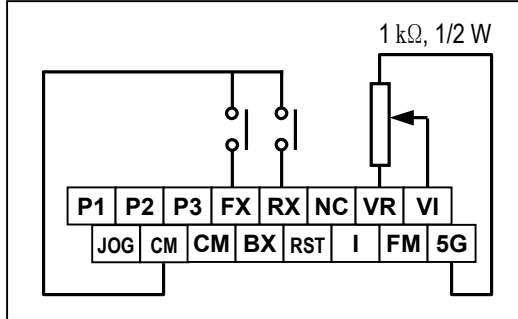 1 kΩ, 1/2 W
P1 P2 P3 FX RX NC VR VI
JOG CM CM BX RST I FM 5G